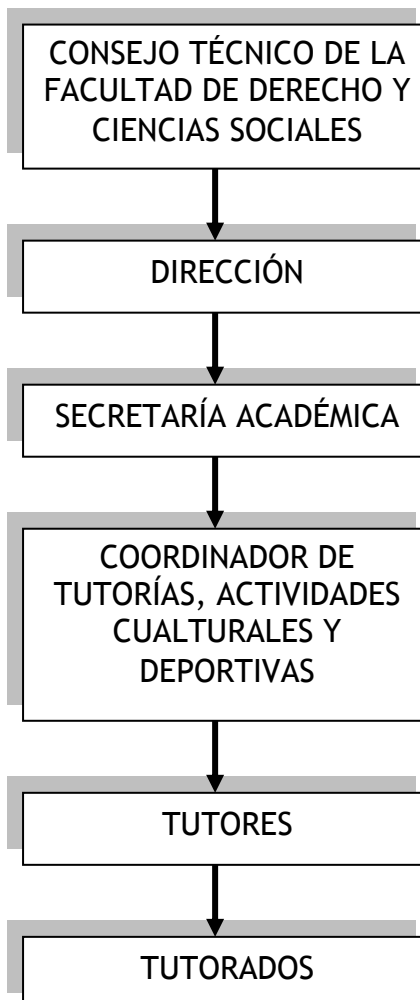 CONSEJO TÉCNICO DE LA
FACULTAD DE DERECHO Y
CIENCIAS SOCIALES
DIRECCIÓN
SECRETARÍA ACADÉMICA
COORDINADOR DE
TUTORÍAS, ACTIVIDADES
CUALTURALES Y
DEPORTIVAS
TUTORES
TUTORADOS